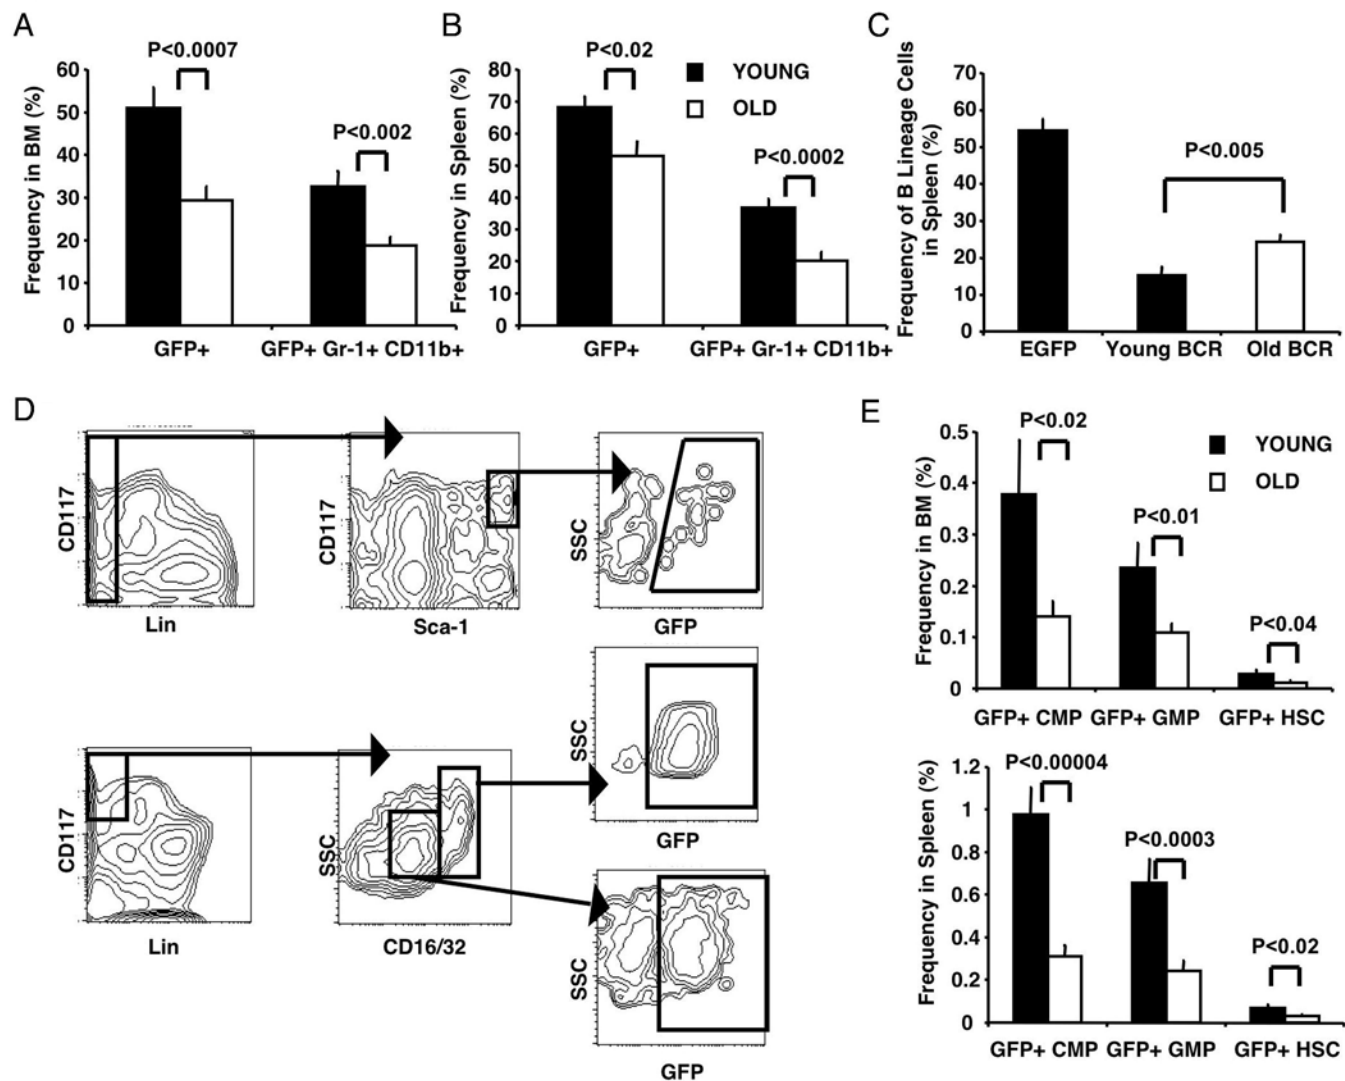 A
P<0.0007
P<0.002
Frequency in BM (%)
60
50
40
30
20
10
0
GFP+
GFP+ Gr-1+ CD11b+
B
P<0.02
P<0.0002
YOUNG
OLD
Frequency in Spleen (%)
80
70
60
50
40
30
20
10
0
GFP+
GFP+ Gr-1+ CD11b+
C
P<0.005
Frequency of B Lineage Cells
in Spleen (%)
70
60
50
40
30
20
10
0
EGFP
Young BCR
Old BCR
D
CD117
Lin
CD117
Sca-1
SSC
GFP
CD117
Lin
SSC
CD16/32
SSC
GFP
SSC
GFP
E
P<0.02
YOUNG
OLD
P<0.01
P<0.04
Frequency in BM (%)
0.5
0.4
0.3
0.2
0.1
0
GFP+ CMP
GFP+ GMP
GFP+ HSC
P<0.00004
P<0.0003
P<0.02
Frequency in Spleen (%)
1.2
1
0.8
0.6
0.4
0.2
0
GFP+ CMP
GFP+ GMP
GFP+ HSC